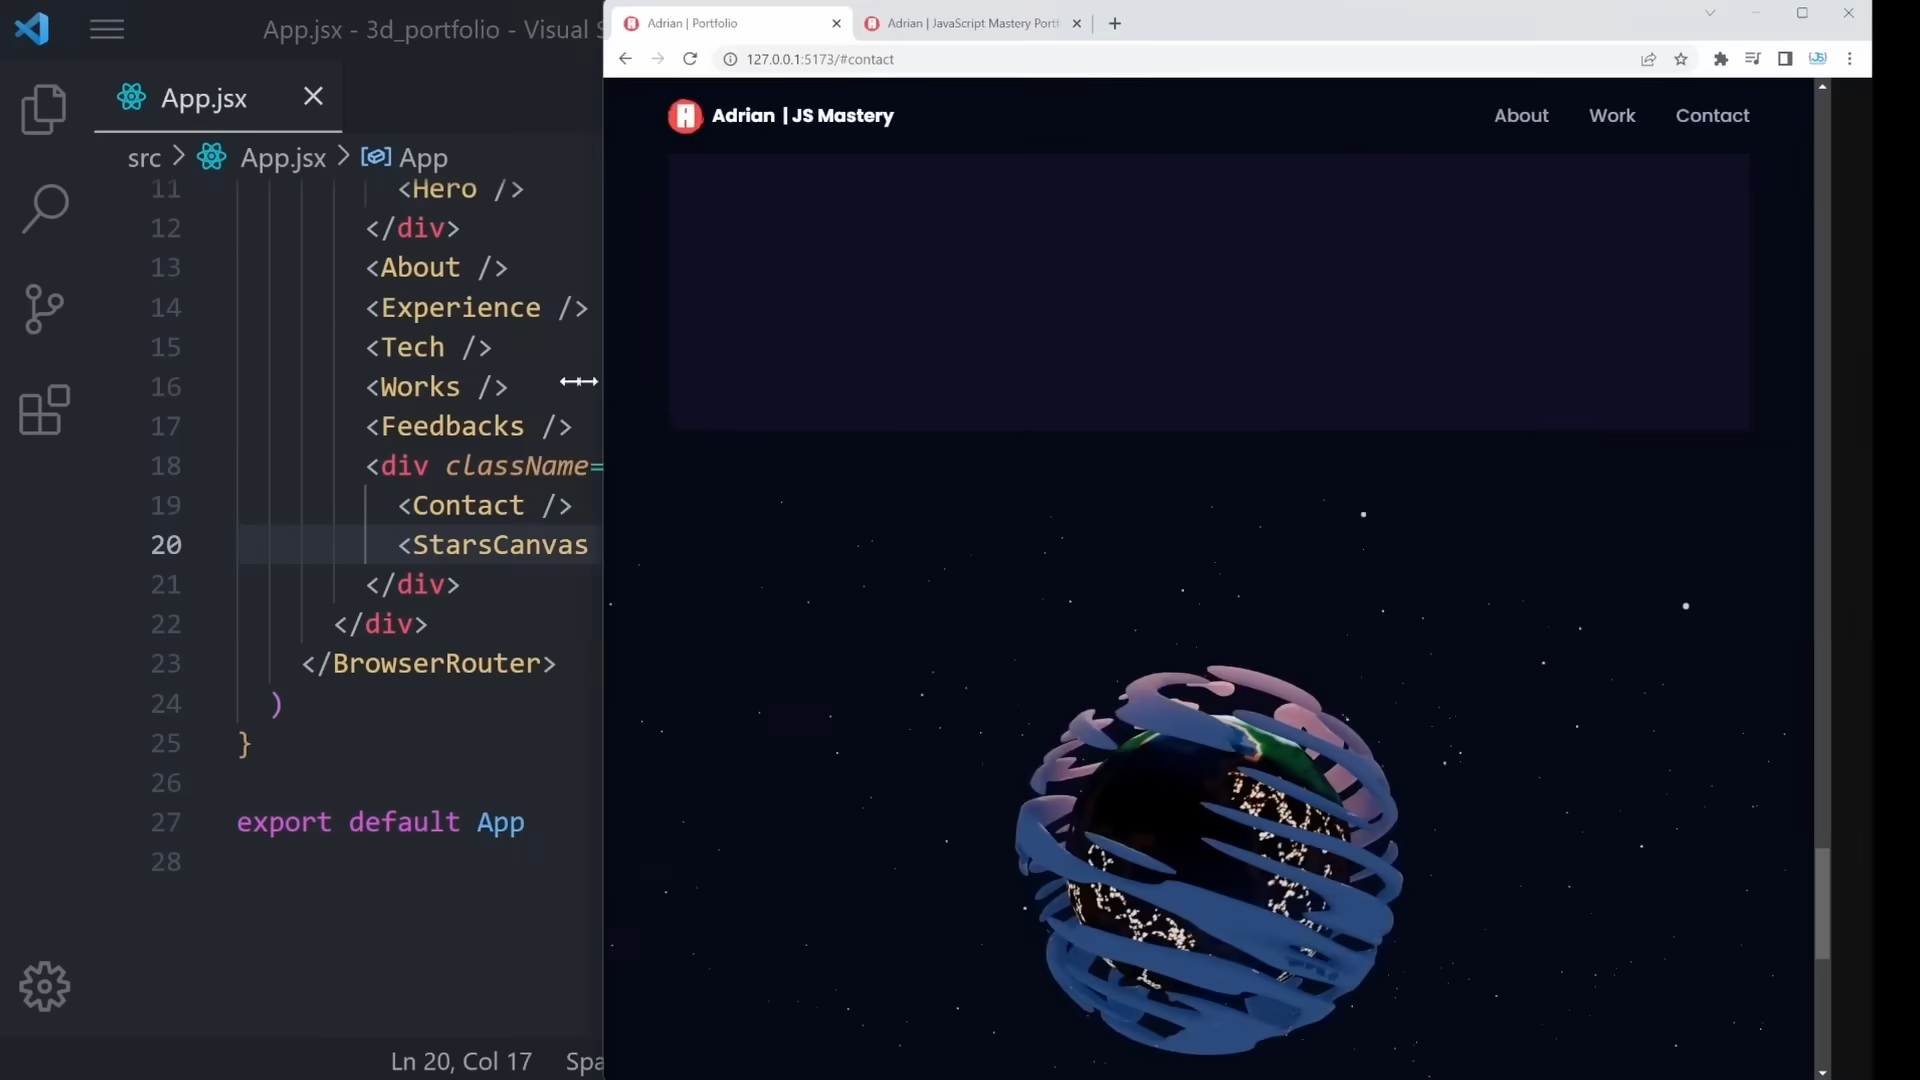 App.jsx - 3d_portfolio - Visual S
App.jsx
src > App.jsx > App
11 <Hero />
12 </div>
13 <About />
14 <Experience />
15 <Tech />
16 <Works />
17 <Feedbacks />
18 <div className=
19 <Contact />
20 <StarsCanvas
21 </div>
22 </div>
23 </BrowserRouter>
24 )
25 }
26
27 export default App
28
Ln 20, Col 17 Spa
Adrian | Portfolio
Adrian | JavaScript Mastery Portf
127.0.0.1:5173/#contact
Adrian | JS Mastery
About Work Contact